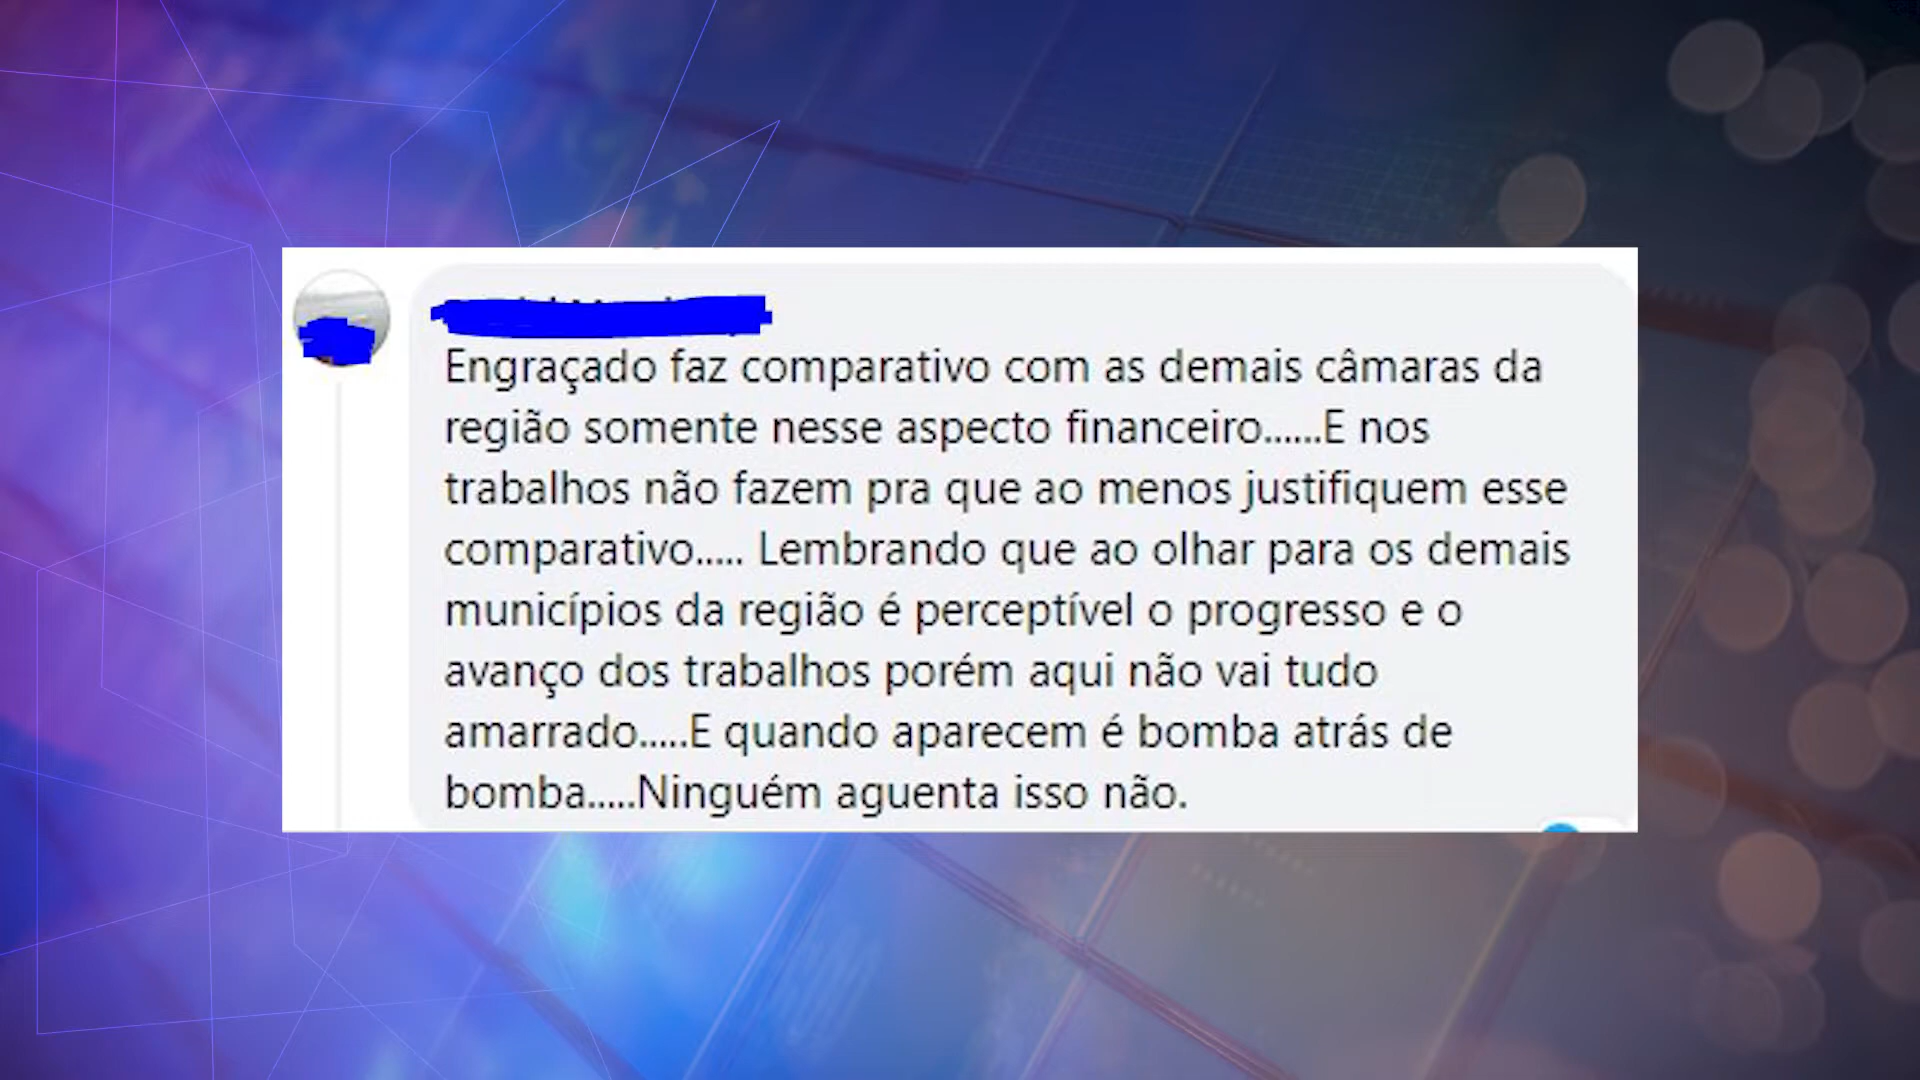 Engraçado faz comparativo com as demais câmaras da
região somente nesse aspecto financeiro......E nos
trabalhos não fazem pra que ao menos justifiquem esse
comparativo..... Lembrando que ao olhar para os demais
municípios da região é perceptível o progresso e o
avanço dos trabalhos porém aqui não vai tudo
amarrado.....E quando aparecem é bomba atrás de
bomba.....Ninguém aguenta isso não.